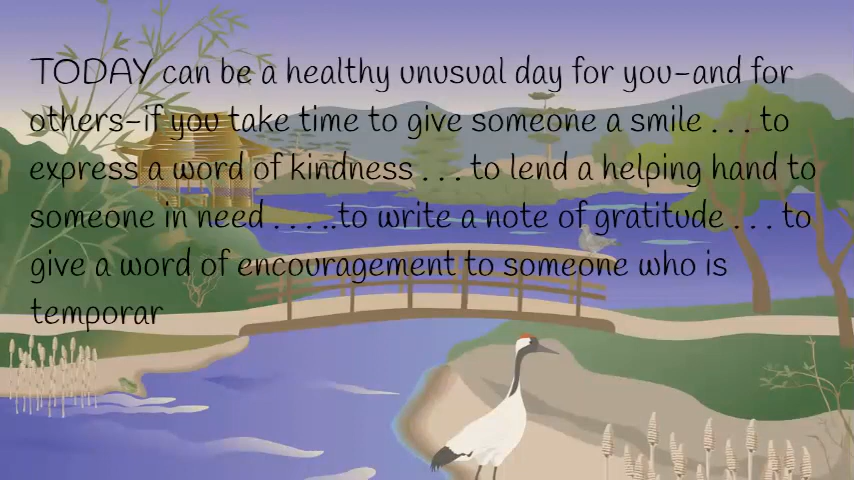 TODAY can be a healthy unusual day for you–and for
others–if you take time to give someone a smile . . . to
express a word of kindness . . . to lend a helping hand to
someone in need . . . . .to write a note of gratitude . . . to
give a word of encouragement to someone who is
temporar